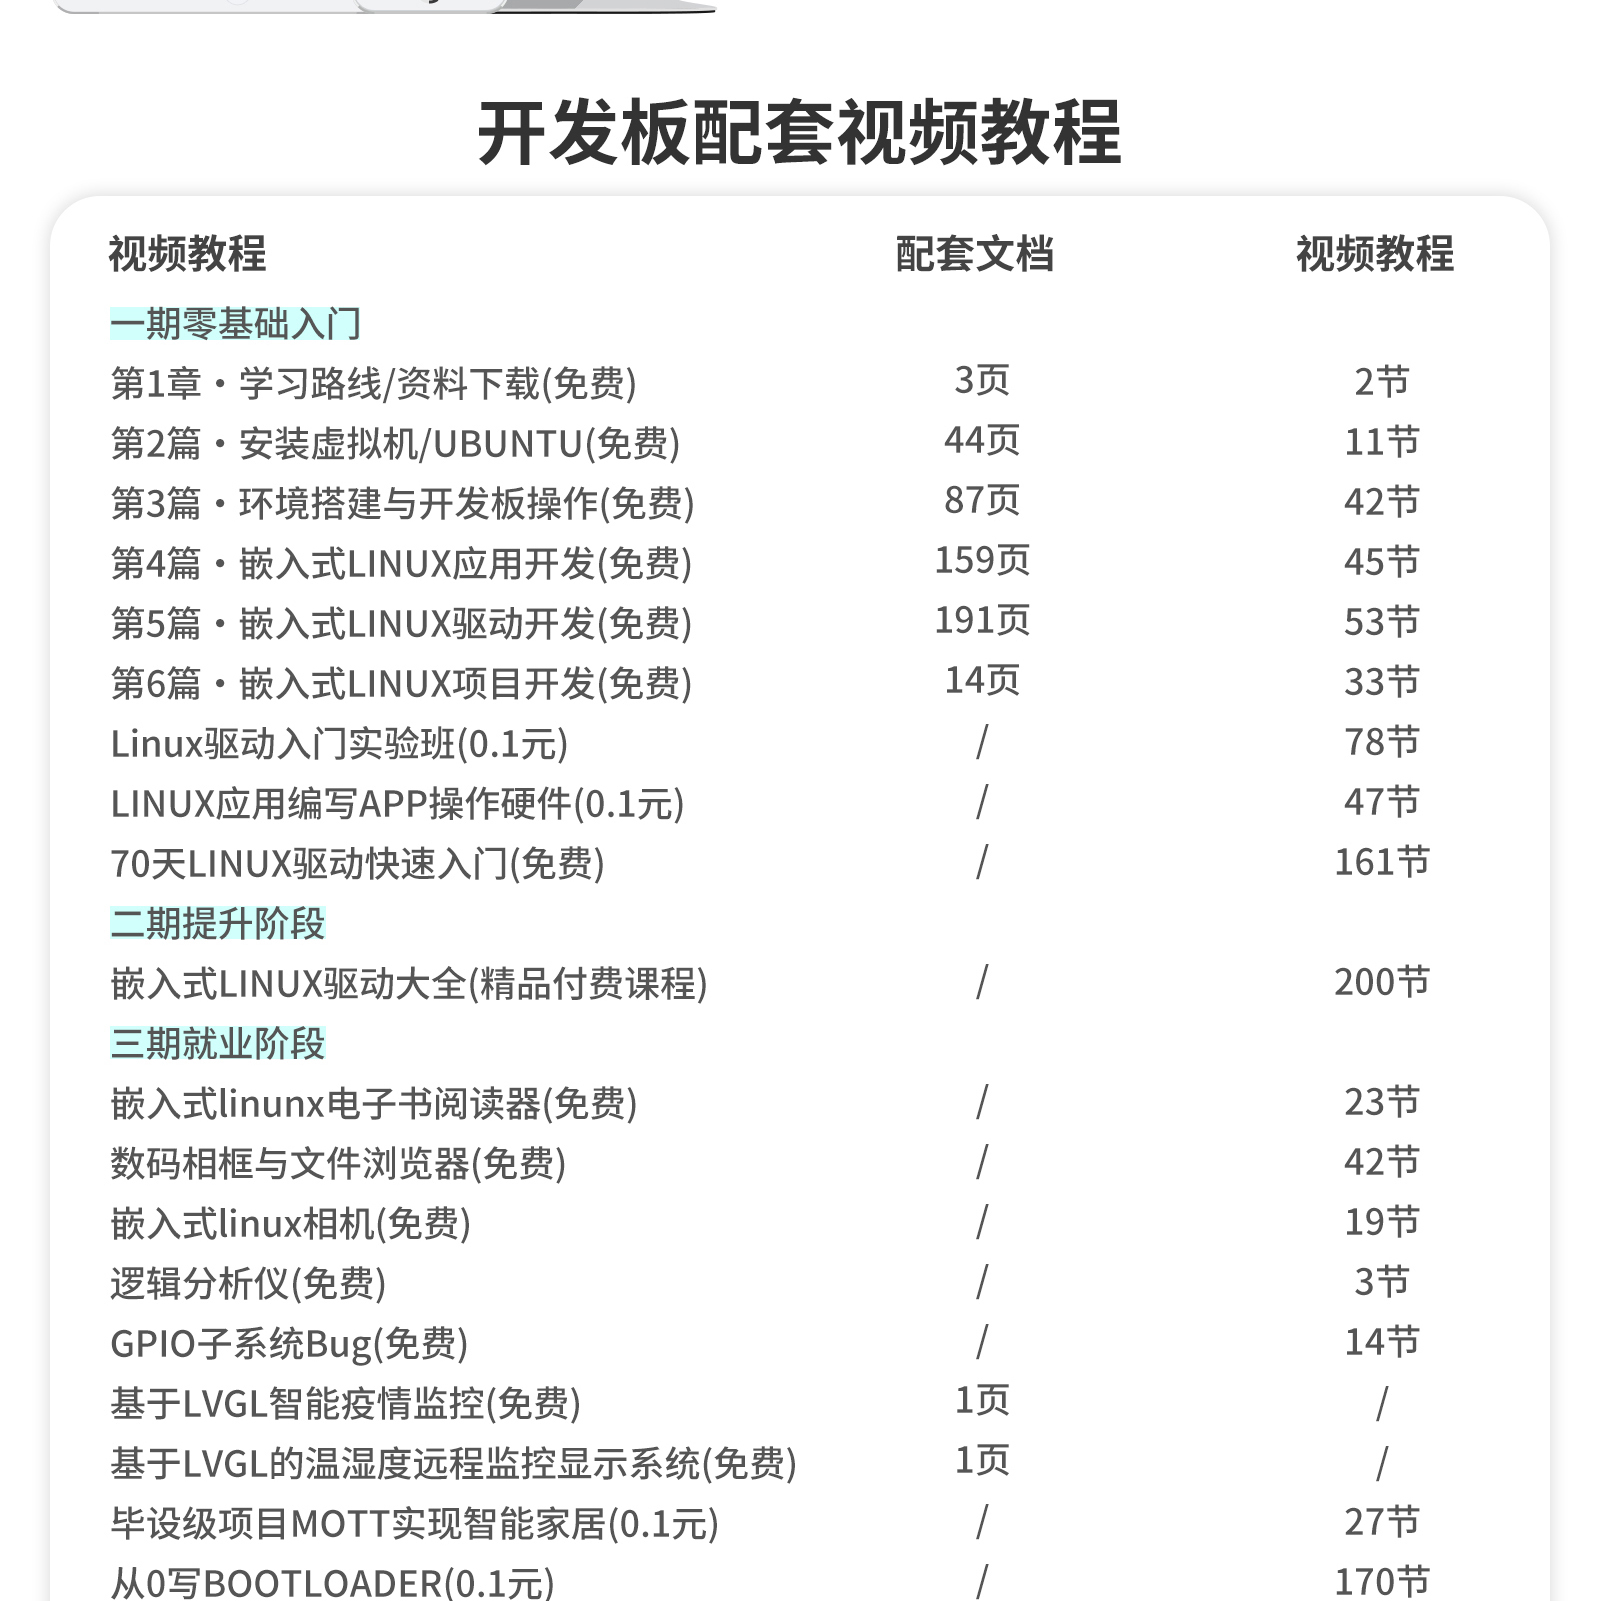 开发板配套视频教程
视频教程 配套文档 视频教程
一期零基础入门
第1章·学习路线/资料下载(免费) 3页 2节
第2篇·安装虚拟机/UBUNTU(免费) 44页 11节
第3篇·环境搭建与开发板操作(免费) 87页 42节
第4篇·嵌入式LINUX应用开发(免费) 159页 45节
第5篇·嵌入式LINUX驱动开发(免费) 191页 53节
第6篇·嵌入式LINUX项目开发(免费) 14页 33节
Linux驱动入门实验班(0.1元) / 78节
LINUX应用编写APP操作硬件(0.1元) / 47节
70天LINUX驱动快速入门(免费) / 161节
二期提升阶段
嵌入式LINUX驱动大全(精品付费课程) / 200节
三期就业阶段
嵌入式linunx电子书阅读器(免费) / 23节
数码相框与文件浏览器(免费) / 42节
嵌入式linux相机(免费) / 19节
逻辑分析仪(免费) / 3节
GPIO子系统Bug(免费) / 14节
基于LVGL智能疫情监控(免费) 1页 /
基于LVGL的温湿度远程监控显示系统(免费) 1页 /
毕设级项目MOTT实现智能家居(0.1元) / 27节
从0写BOOTLOADER(0.1元) / 170节